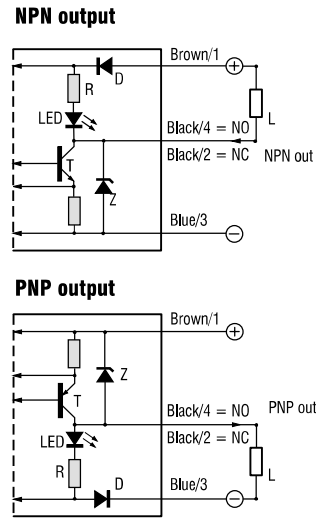 NPN output
Brown/1 +
D
R
LED
L
Black/4 = NO
Black/2 = NC NPN out
T
Z
Blue/3 −
PNP output
Brown/1 +
Z
T
Black/4 = NO PNP out
Black/2 = NC
LED
R
D
L
Blue/3 −